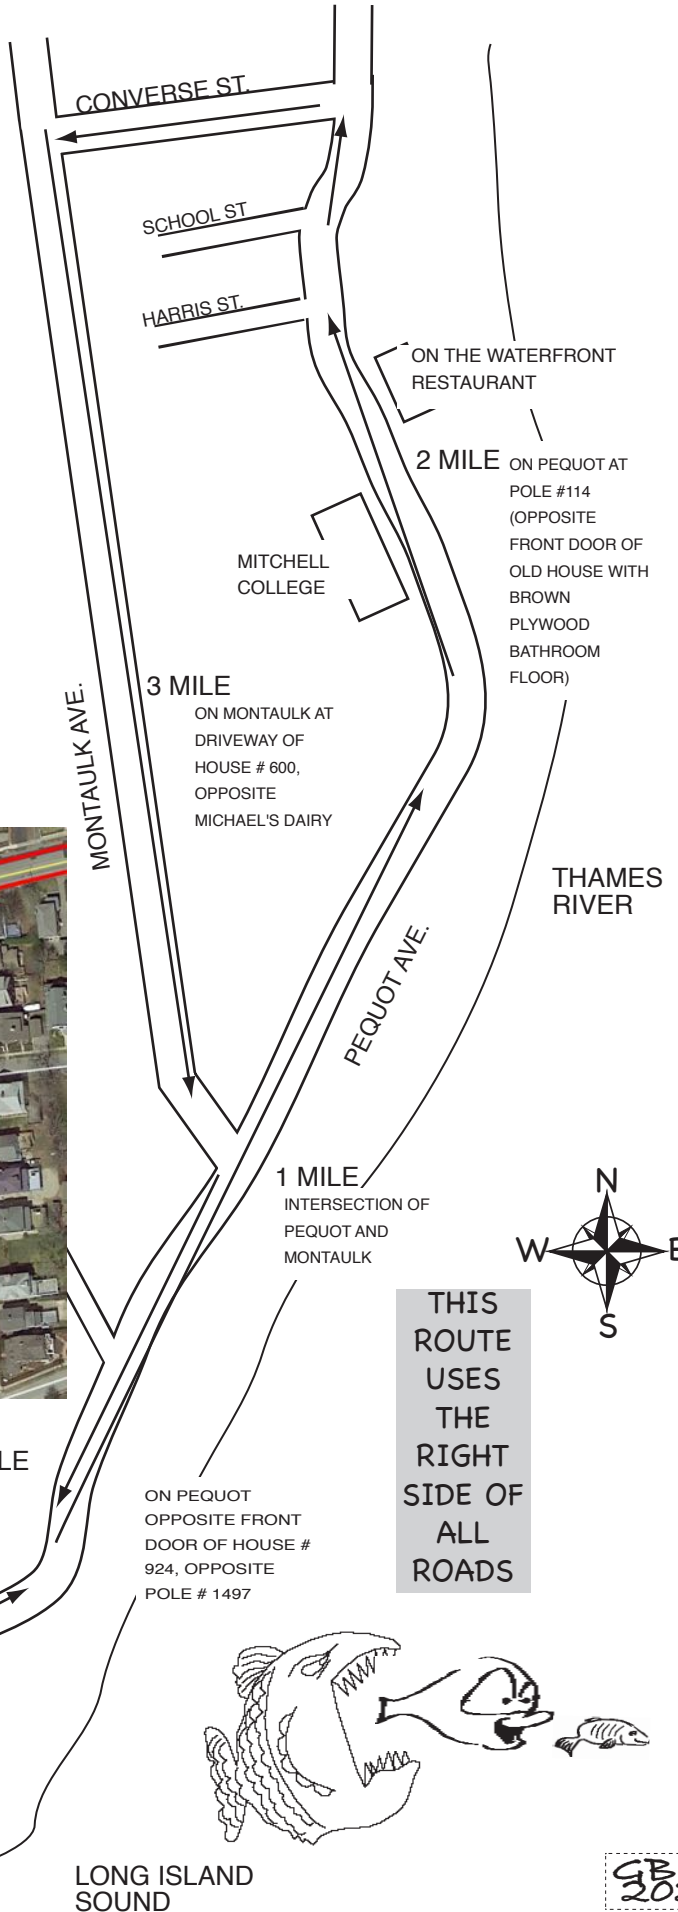 CONVERSE ST.
SCHOOL ST
HARRIS ST.
ON THE WATERFRONT
RESTAURANT
2 MILE
ON PEQUOT AT
POLE #114
(OPPOSITE
FRONT DOOR OF
OLD HOUSE WITH
BROWN
PLYWOOD
BATHROOM
FLOOR)
MITCHELL
COLLEGE
3 MILE
ON MONTAULK AT
DRIVEWAY OF
HOUSE # 600,
OPPOSITE
MICHAEL'S DAIRY
MONTAULK AVE.
THAMES
RIVER
PEQUOT AVE.
1 MILE
INTERSECTION OF
PEQUOT AND
MONTAULK
N
W
E
S
THIS
ROUTE
USES
THE
RIGHT
SIDE OF
ALL
ROADS
LE
ON PEQUOT
OPPOSITE FRONT
DOOR OF HOUSE #
924, OPPOSITE
POLE # 1497
LONG ISLAND
SOUND
GB